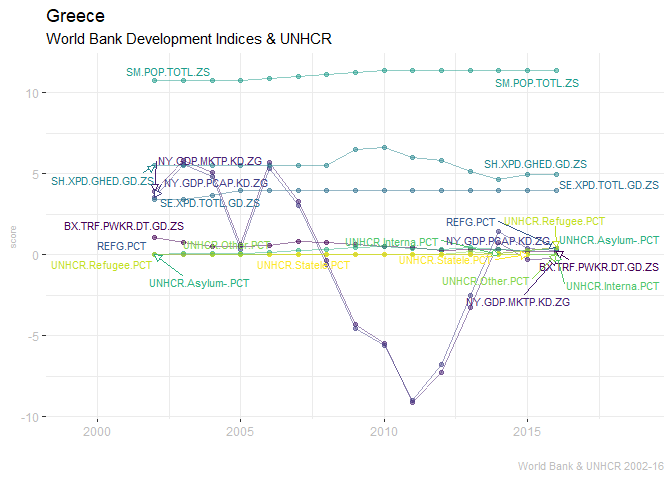 Greece
World Bank Development Indices & UNHCR
SM.POP.TOTL.ZS
SM.POP.TOTL.ZS
10
NY.GDP.MKTP.KD.ZG
SH.XPD.GHED.GD.ZS
SH.XPD.GHED.GD.ZS
NY.GDP.PCAP.KD.ZG
SE.XPD.TOTL.GD.ZS
5
SE.XPD.TOTL.GD.ZS
BX.TRF.PWKR.DT.GD.ZS
REFG.PCT
UNHCR.Refugee.PCT
score
REFG.PCT
UNHCR.Other.PCT
UNHCR.Interna.PCT
NY.GDP.PCAP.KD.ZG
UNHCR.Asylum-.PCT
0
UNHCR.Refugee.PCT
UNHCR.Statele.PCT
UNHCR.Statele.PCT
BX.TRF.PWKR.DT.GD.ZS
UNHCR.Asylum-.PCT
UNHCR.Other.PCT
UNHCR.Interna.PCT
NY.GDP.MKTP.KD.ZG
-5
-10
2000
2005
2010
2015
World Bank & UNHCR 2002-16